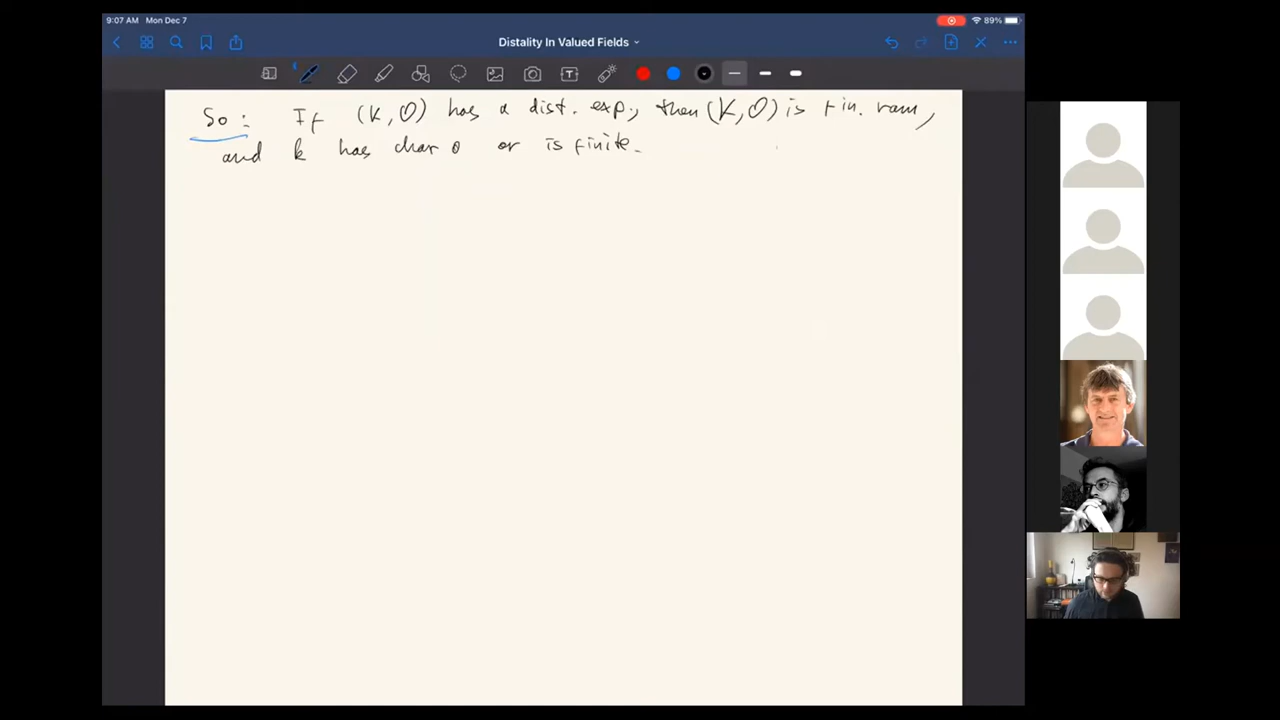 9:07 AM Mon Dec 7
89%
Distality In Valued Fields
So: If (K, O) has a dist. exp., then (K, O) is fin. ram,
and k has char 0 or is finite.